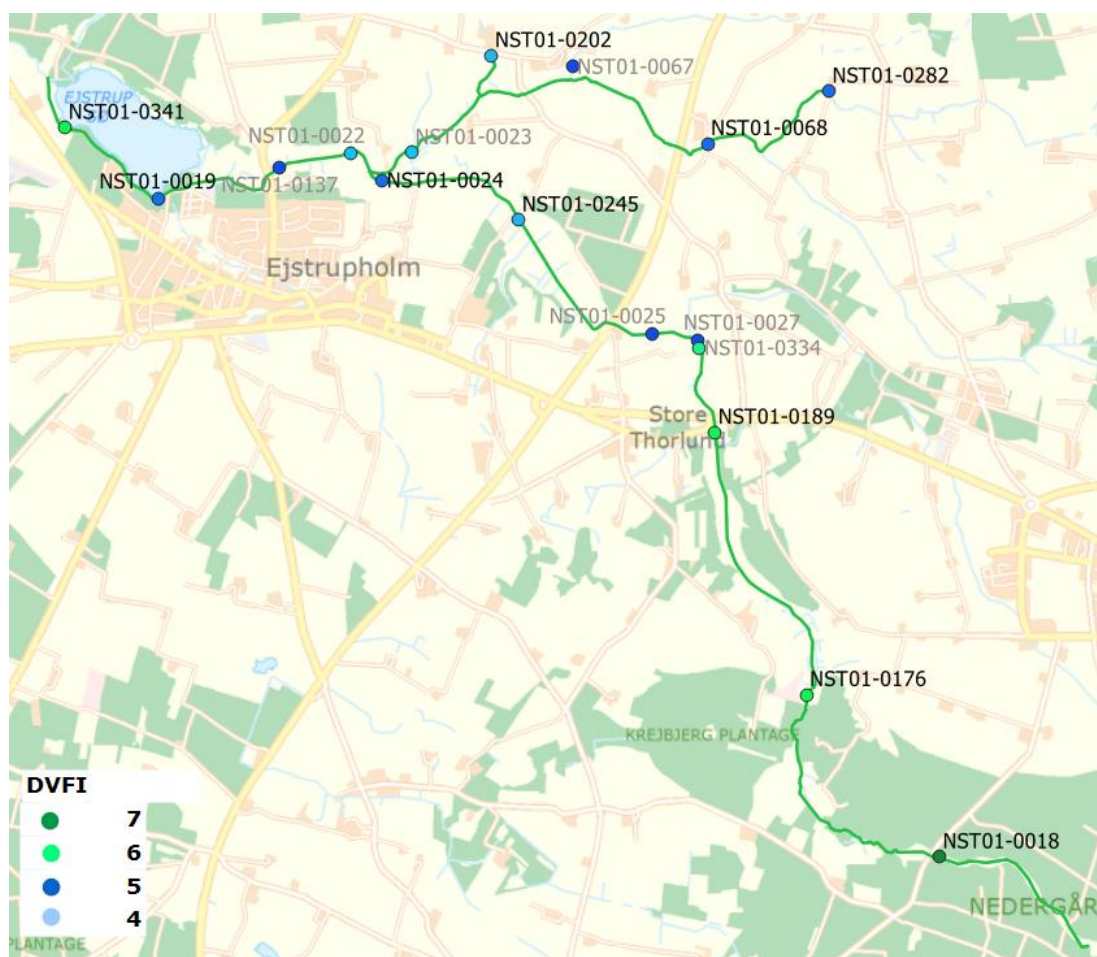 NST01-0202
NST01-0067
NST01-0282
EJSTRUP
NST01-0341
NST01-0022
NST01-0023
NST01-0068
NST01-0019
NST01-0137
NST01-0024
NST01-0245
Ejstrupholm
NST01-0025
NST01-0027
NST01-0334
Store
Thorlund
NST01-0189
NST01-0176
KREJBJERG PLANTAGE
DVFI
7
6
5
4
NST01-0018
NEDERGÅR
PLANTAGE